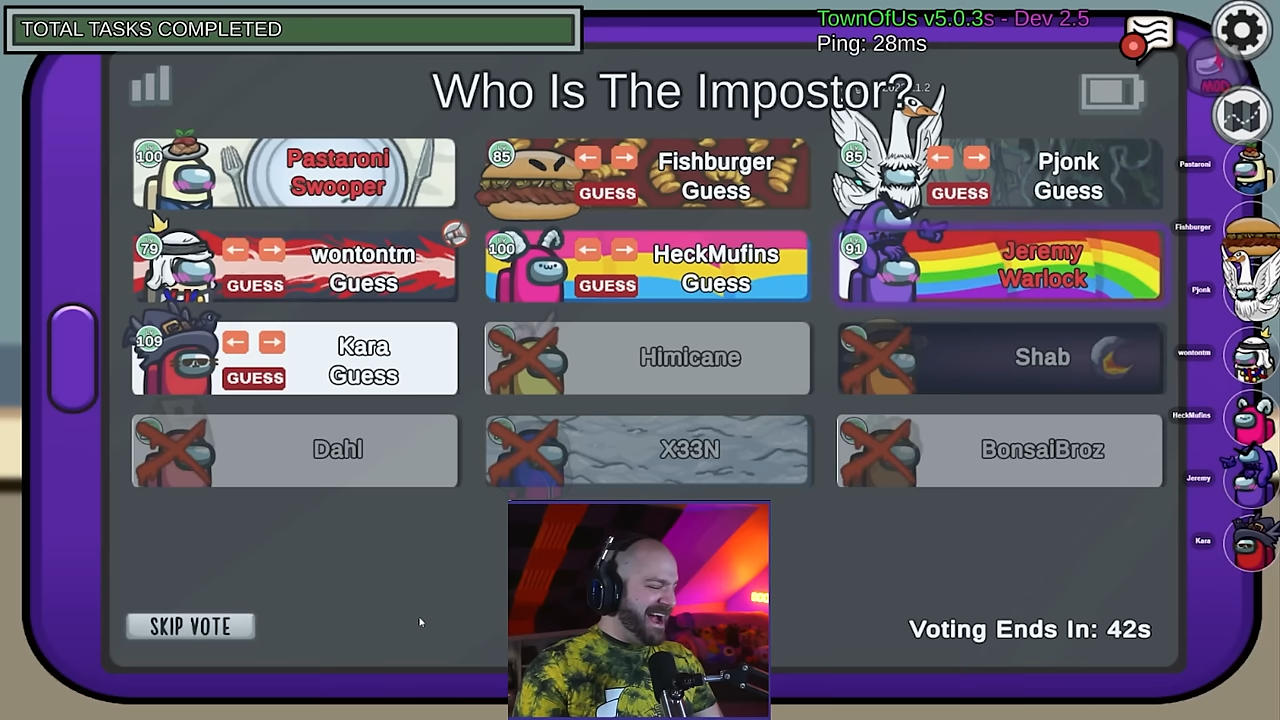 TOTAL TASKS COMPLETED
TownOfUs v5.0.3s - Dev 2.5
Ping: 28ms
Who Is The Impostor?
100
Pastaroni
Swooper
85
GUESS
Fishburger
Guess
85
GUESS
Pjonk
Guess
79
GUESS
wontontm
Guess
100
GUESS
HeckMufins
Guess
91
Jeremy
Warlock
109
GUESS
Kara
Guess
Himicane
Shab
Dahl
X33N
BonsaiBroz
SKIP VOTE
Voting Ends In: 42s
Pastaroni
Fishburger
Pjonk
wontontm
HeckMufins
Jeremy
Kara